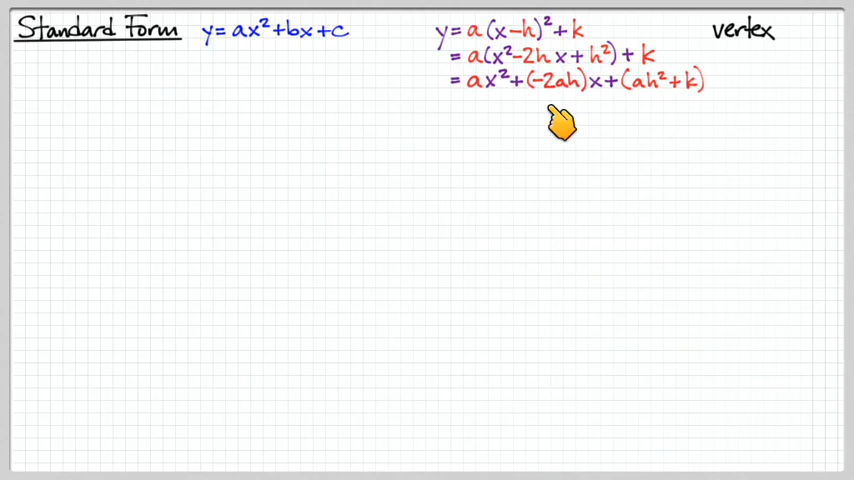 Standard Form y=ax²+bx+c y=a(x-h)²+k vertex
=a(x²-2hx+h²)+k
=ax²+(-2ah)x+(ah²+k)